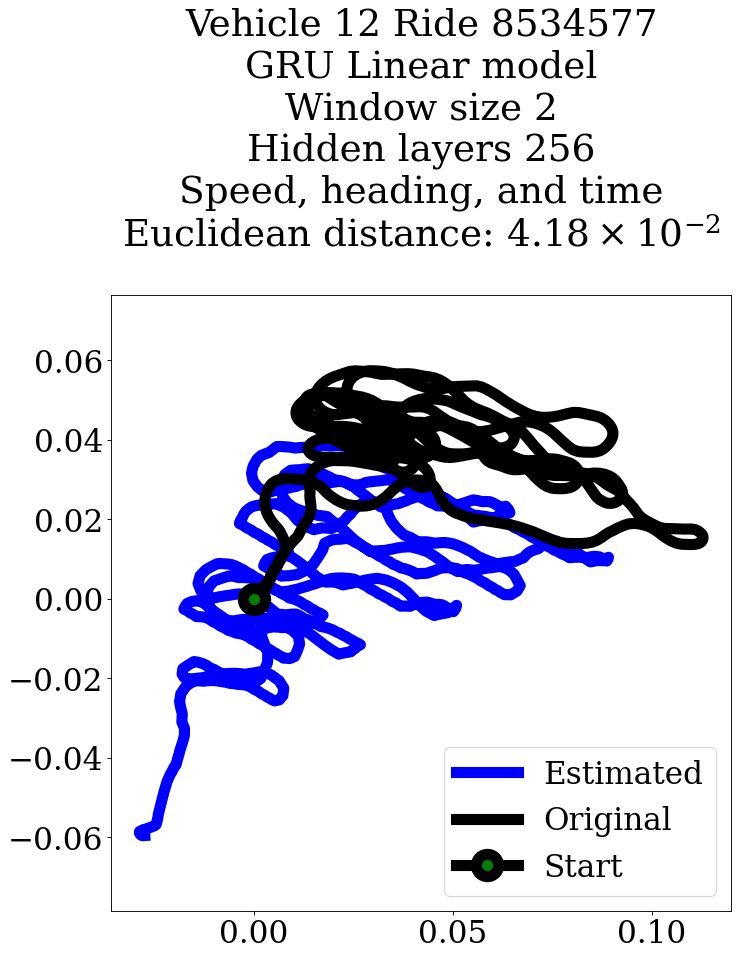 Vehicle 12 Ride 8534577
GRU Linear model
Window size 2
Hidden layers 256
Speed, heading, and time
Euclidean distance: 4.18 × 10⁻²
0.06
0.04
0.02
0.00
−0.02
−0.04
−0.06
0.00
0.05
0.10
Estimated
Original
Start